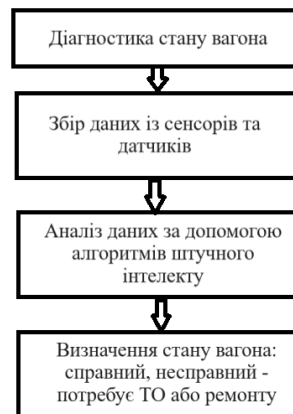 Діагностика стану вагона
Збір даних із сенсорів та
датчиків
Аналіз даних за допомогою
алгоритмів штучного
інтелекту
Визначення стану вагона:
справний, несправний -
потребує ТО або ремонту